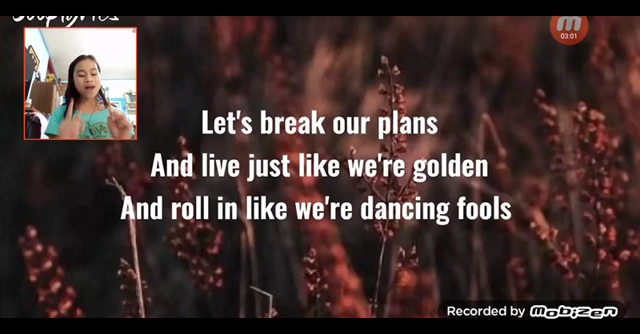 03:01
Let's break our plans
And live just like we're golden
And roll in like we're dancing fools
Recorded by mobizen